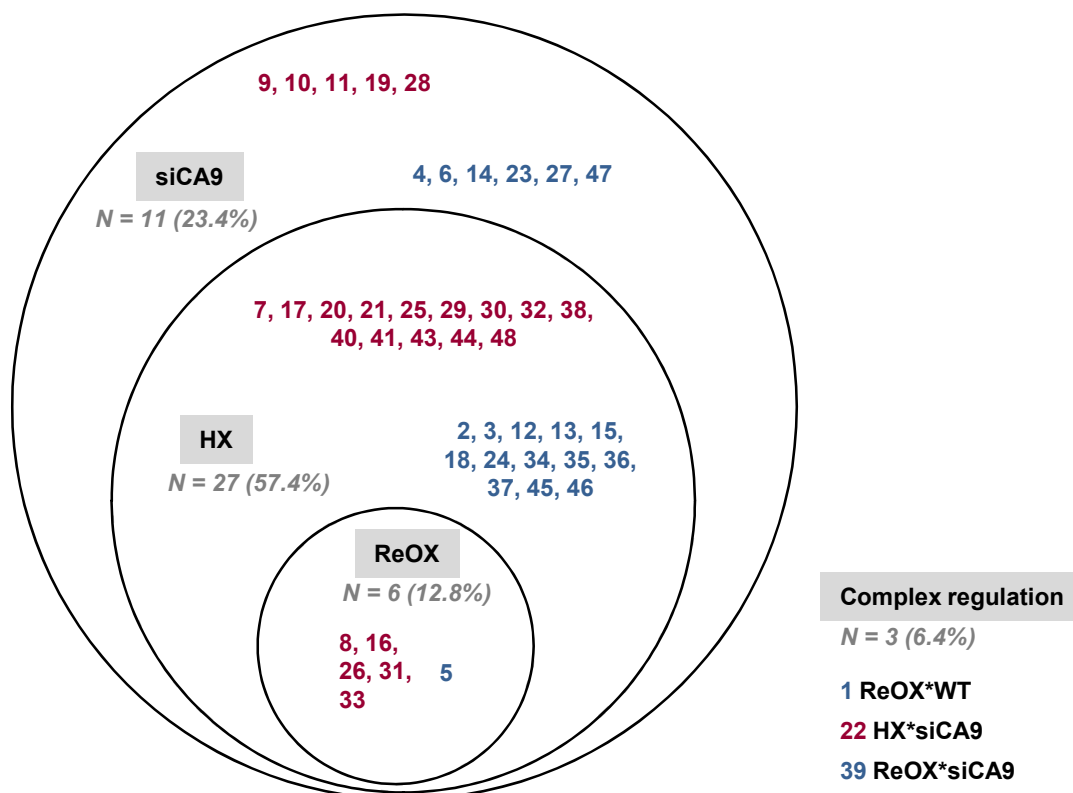 9, 10, 11, 19, 28
siCA9
4, 6, 14, 23, 27, 47
N = 11 (23.4%)
7, 17, 20, 21, 25, 29, 30, 32, 38,
40, 41, 43, 44, 48
HX
N = 27 (57.4%)
2, 3, 12, 13, 15,
18, 24, 34, 35, 36,
37, 45, 46
ReOX
N = 6 (12.8%)
8, 16,
26, 31,
33
5
Complex regulation
N = 3 (6.4%)
1 ReOX*WT
22 HX*siCA9
39 ReOX*siCA9